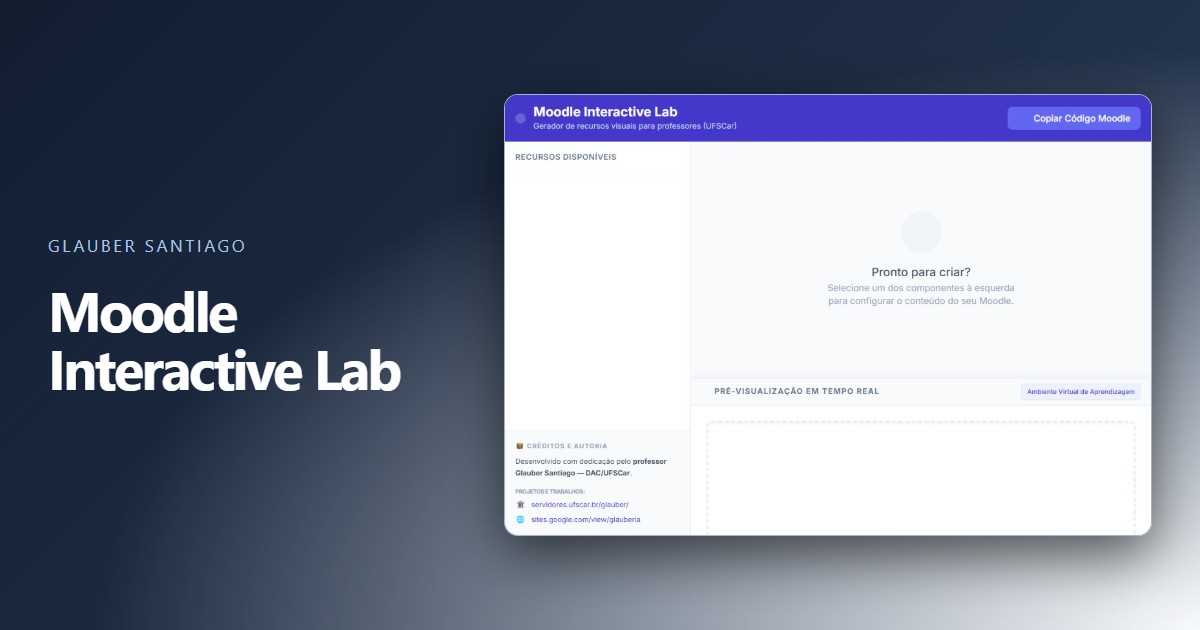 GLAUBER SANTIAGO
Moodle
Interactive Lab
Moodle Interactive Lab
Gerador de recursos visuais para professores (UFSCar)
Copiar Código Moodle
RECURSOS DISPONÍVEIS
Pronto para criar?
Selecione um dos componentes à esquerda
para configurar o conteúdo do seu Moodle.
PRÉ-VISUALIZAÇÃO EM TEMPO REAL
Ambiente Virtual de Aprendizagem
CRÉDITOS E AUTORIA
Desenvolvido com dedicação pelo professor
Glauber Santiago — DAC/UFSCar.
PROJETOS E TRABALHOS:
servidores.ufscar.br/glauber/
sites.google.com/view/glauberia